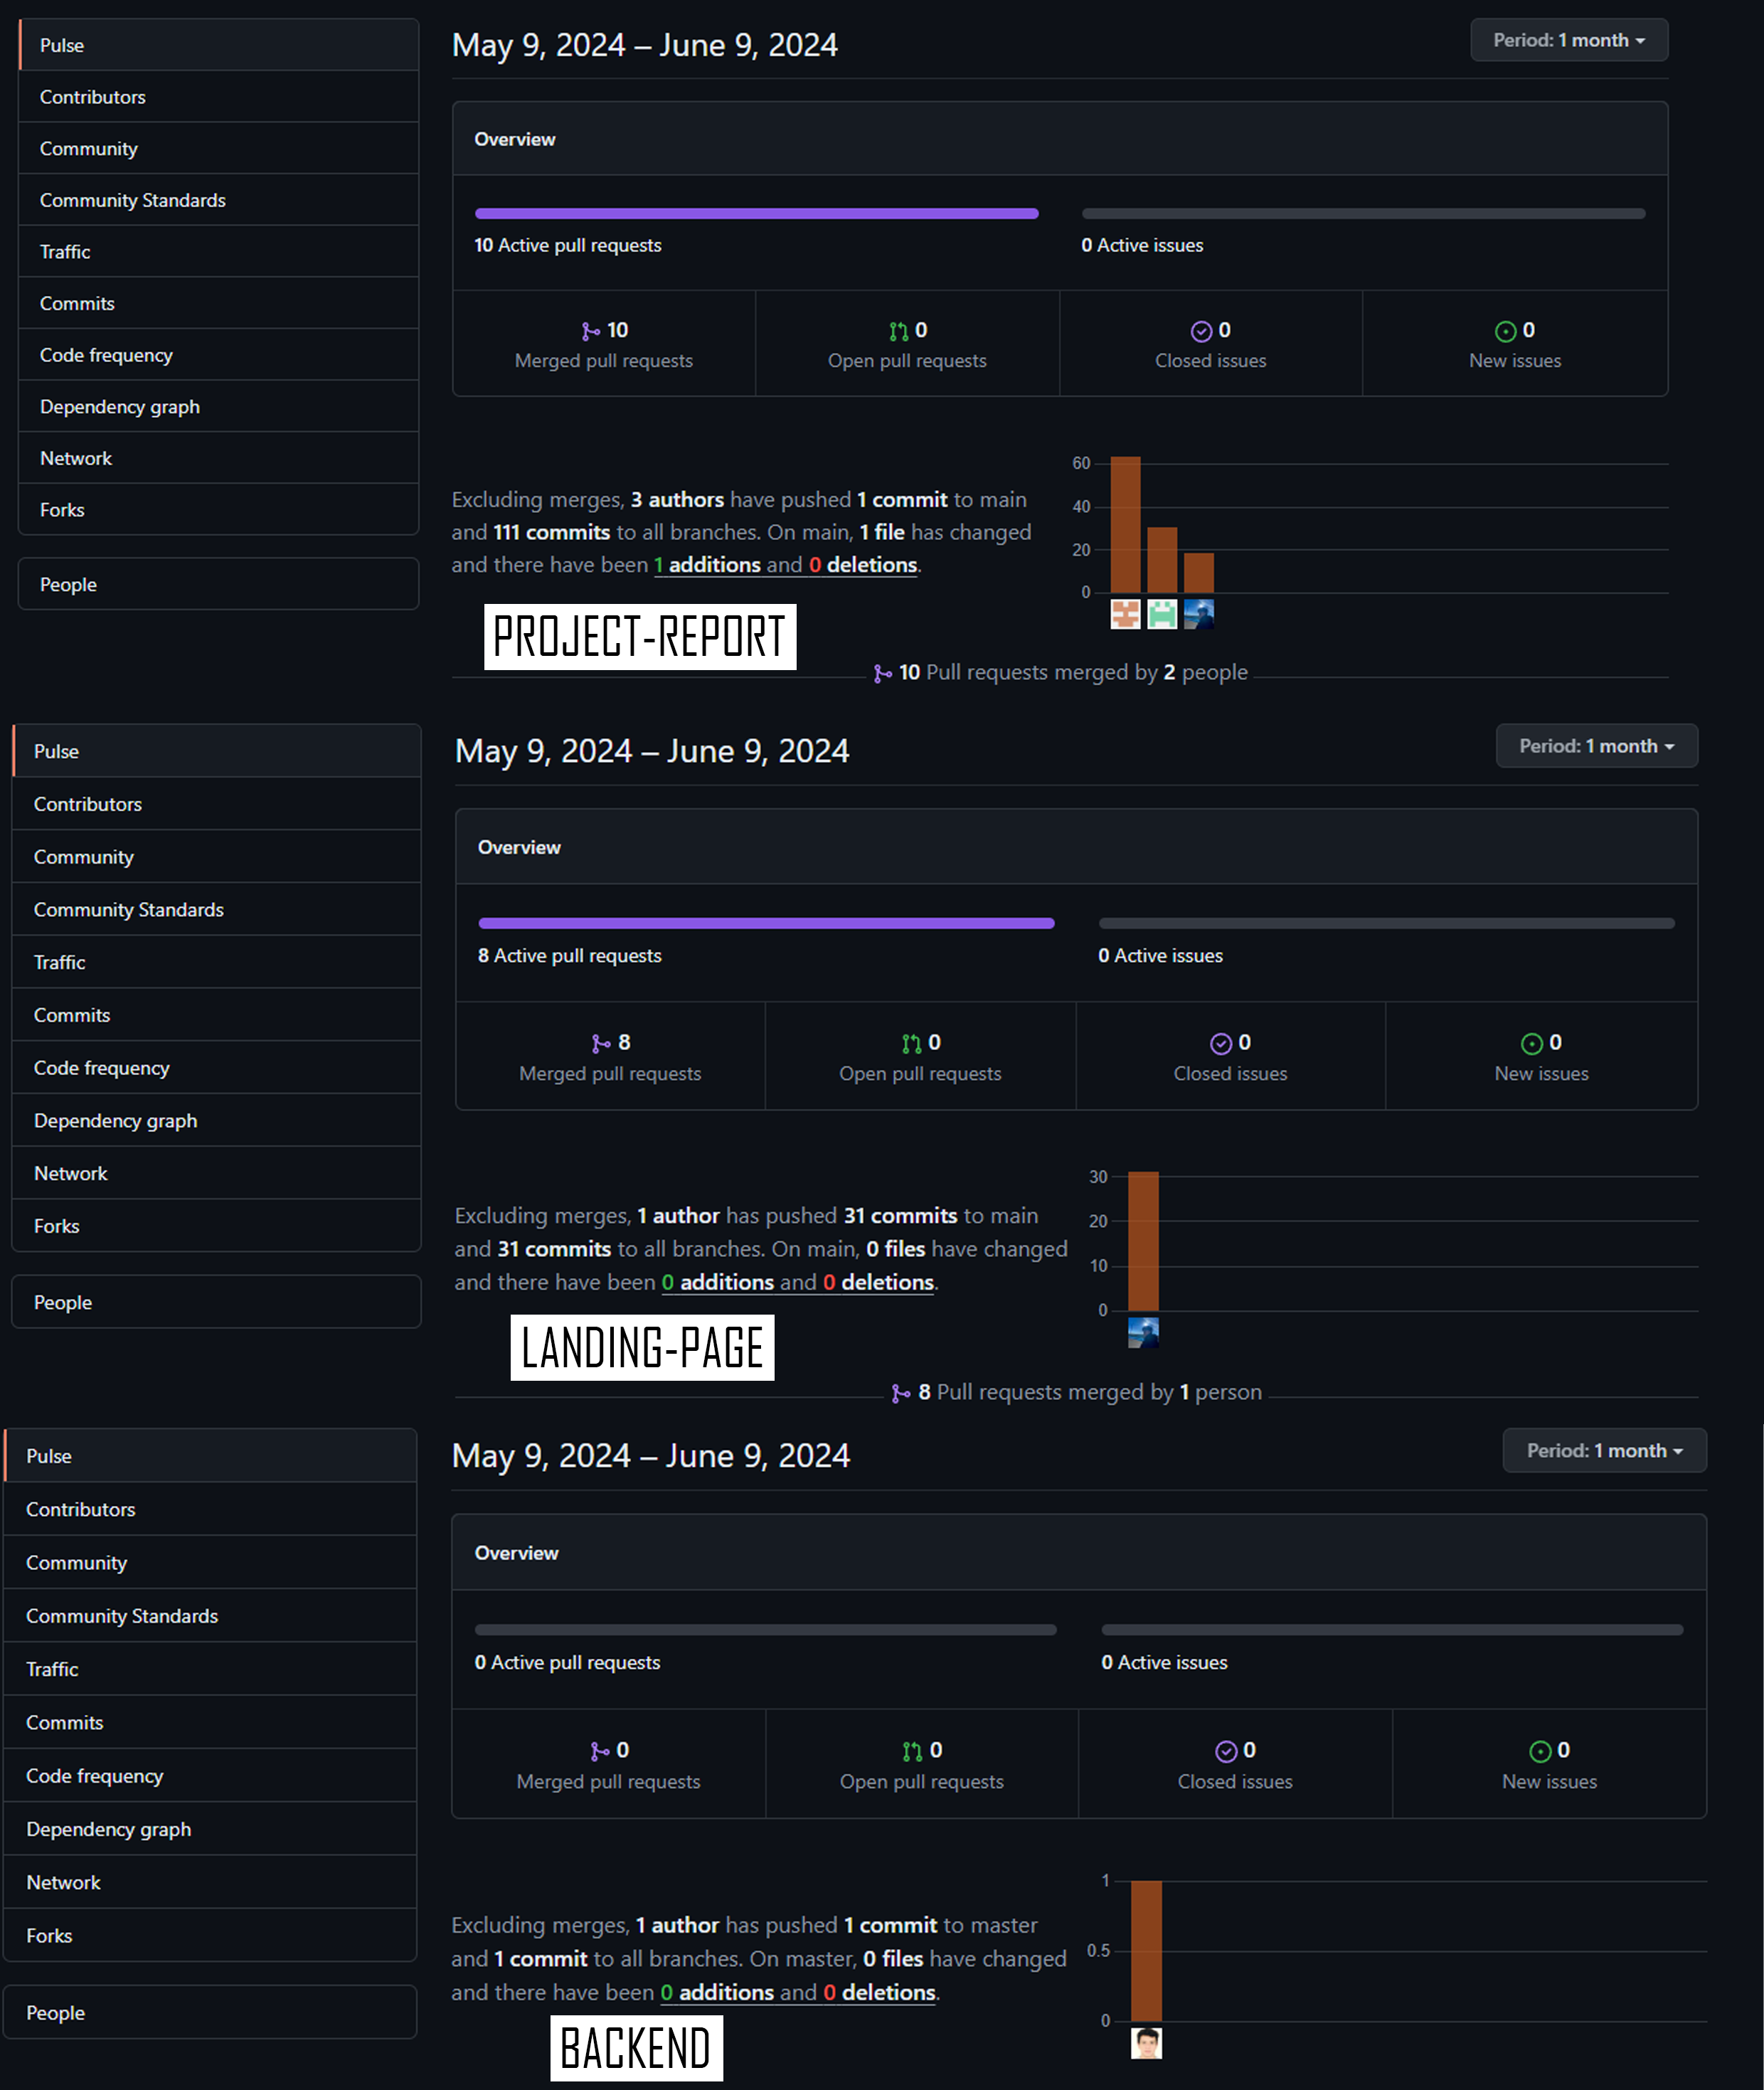 Pulse
Contributors
Community
Community Standards
Traffic
Commits
Code frequency
Dependency graph
Network
Forks
People
May 9, 2024 – June 9, 2024
Period: 1 month
Overview
10 Active pull requests
0 Active issues
10
Merged pull requests
0
Open pull requests
0
Closed issues
0
New issues
Excluding merges, 3 authors have pushed 1 commit to main
and 111 commits to all branches. On main, 1 file has changed
and there have been 1 additions and 0 deletions.
60
40
20
0
PROJECT-REPORT
10 Pull requests merged by 2 people
Pulse
Contributors
Community
Community Standards
Traffic
Commits
Code frequency
Dependency graph
Network
Forks
People
May 9, 2024 – June 9, 2024
Period: 1 month
Overview
8 Active pull requests
0 Active issues
8
Merged pull requests
0
Open pull requests
0
Closed issues
0
New issues
Excluding merges, 1 author has pushed 31 commits to main
and 31 commits to all branches. On main, 0 files have changed
and there have been 0 additions and 0 deletions.
30
20
10
0
LANDING-PAGE
8 Pull requests merged by 1 person
Pulse
Contributors
Community
Community Standards
Traffic
Commits
Code frequency
Dependency graph
Network
Forks
People
May 9, 2024 – June 9, 2024
Period: 1 month
Overview
0 Active pull requests
0 Active issues
0
Merged pull requests
0
Open pull requests
0
Closed issues
0
New issues
Excluding merges, 1 author has pushed 1 commit to master
and 1 commit to all branches. On master, 0 files have changed
and there have been 0 additions and 0 deletions.
1
0.5
0
BACKEND